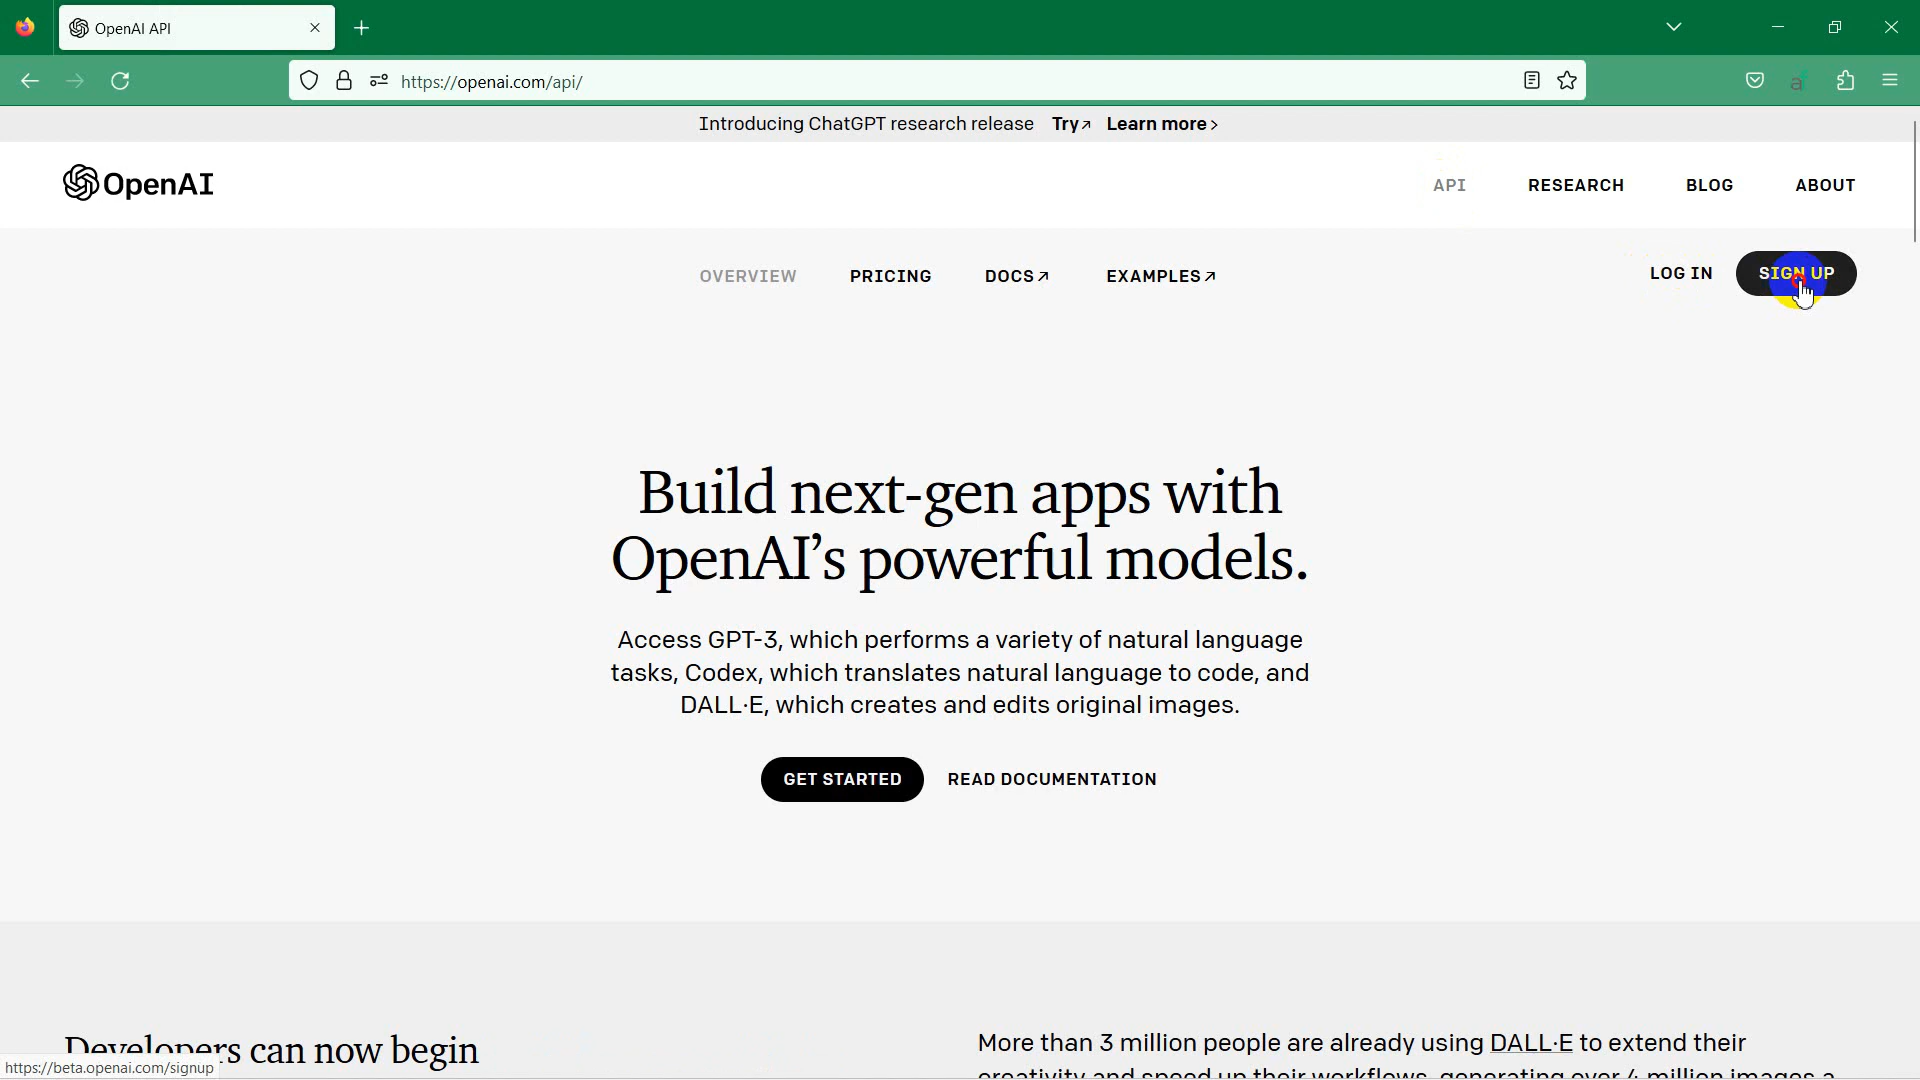 OpenAI API
https://openai.com/api/
Introducing ChatGPT research release Try↗ Learn more ›
OpenAI
API RESEARCH BLOG ABOUT
OVERVIEW PRICING DOCS↗ EXAMPLES↗
LOG IN SIGN UP
Build next-gen apps with
OpenAI’s powerful models.
Access GPT-3, which performs a variety of natural language
tasks, Codex, which translates natural language to code, and
DALL·E, which creates and edits original images.
GET STARTED READ DOCUMENTATION
Developers can now begin
More than 3 million people are already using DALL·E to extend their
creativity and speed up their workflows, generating over 4 million images a
https://beta.openai.com/signup